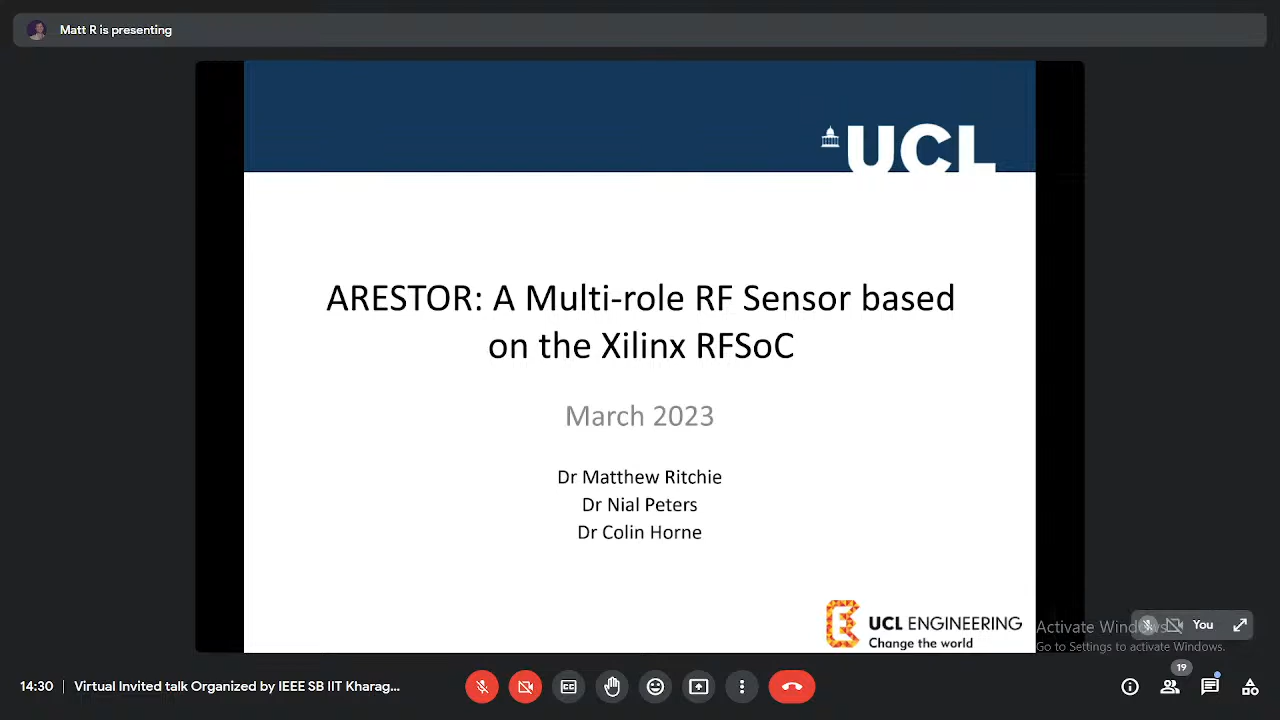 Matt R is presenting
UCL
ARESTOR: A Multi-role RF Sensor based
on the Xilinx RFSoC
March 2023
Dr Matthew Ritchie
Dr Nial Peters
Dr Colin Horne
UCL ENGINEERING
Change the world
Activate Windows
Go to Settings to activate Windows.
You
14:30 | Virtual Invited talk Organized by IEEE SB IIT Kharag...
19